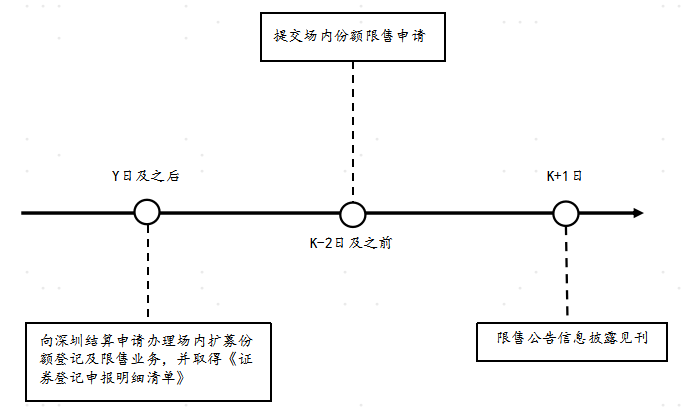 提交场内份额限售申请
Y日及之后
K+1日
K-2日及之前
向深圳结算申请办理场内扩募份
额登记及限售业务，并取得《证
券登记申报明细清单》
限售公告信息披露见刊